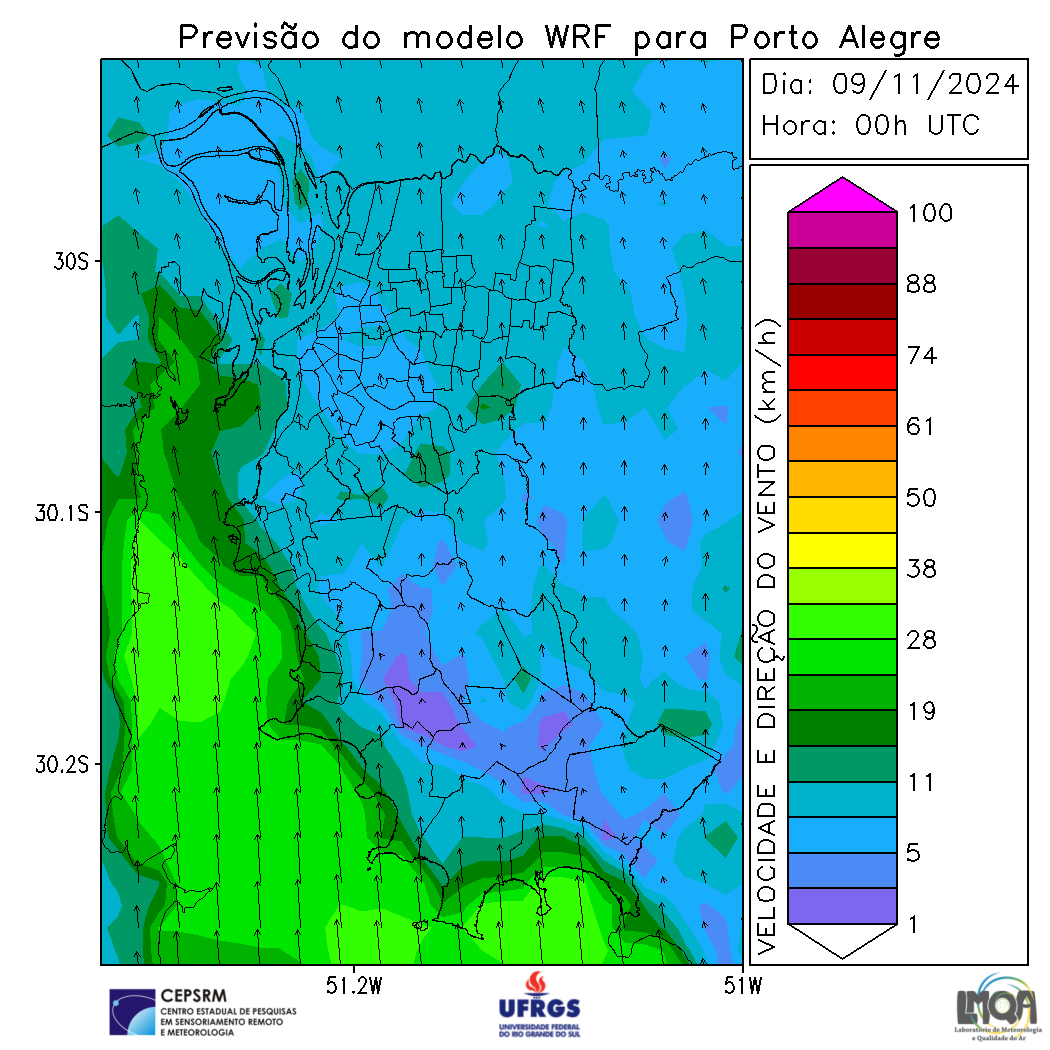 Previsão do modelo WRF para Porto Alegre
Dia: 09/11/2024
Hora: 00h UTC
30S
30.1S
30.2S
51.2W
51W
VELOCIDADE E DIREÇÃO DO VENTO (km/h)
100
88
74
61
50
38
28
19
11
5
1
CEPSRM
CENTRO ESTADUAL DE PESQUISAS
EM SENSORIAMENTO REMOTO
E METEOROLOGIA
UFRGS
UNIVERSIDADE FEDERAL
DO RIO GRANDE DO SUL
LMQA
Laboratório de Meteorologia
e Qualidade do Ar